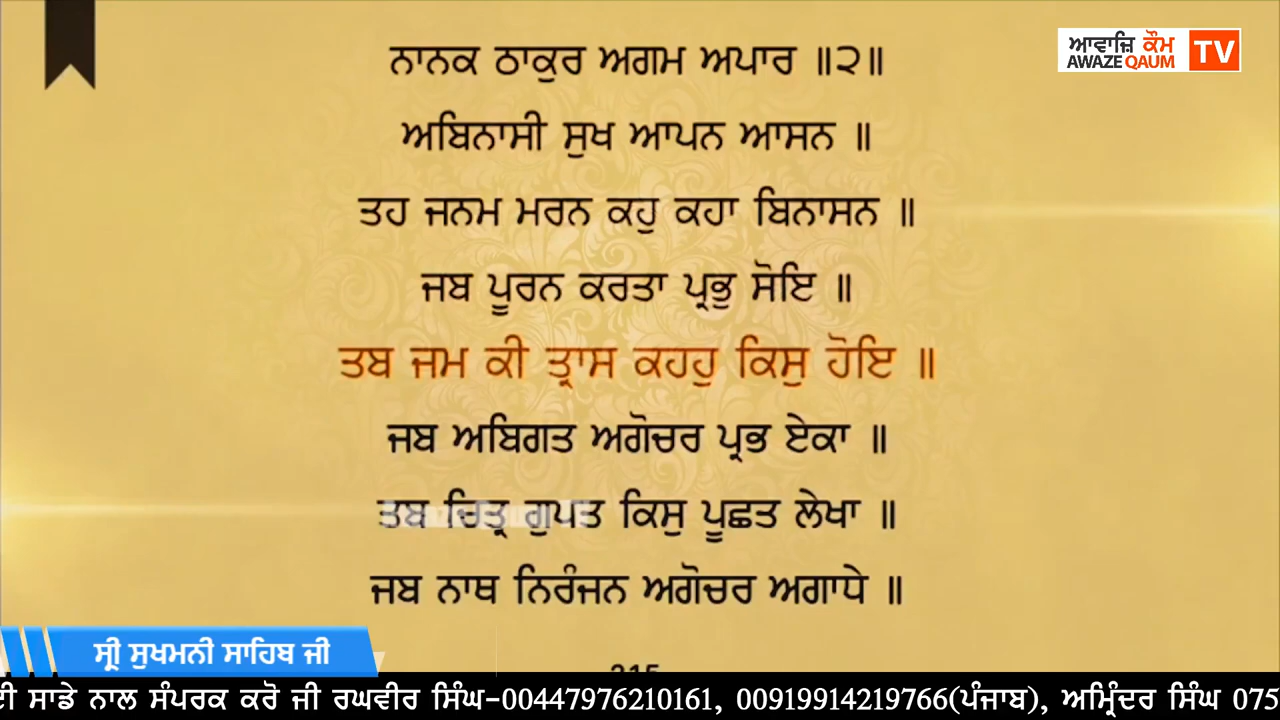 ਨਾਨਕ ਠਾਕੁਰ ਅਗਮ ਅਪਾਰ ॥੨॥
ਆਵਾਜ਼ਿ ਕੌਮ
AWAZE QAUM
TV
ਅਬਿਨਾਸੀ ਸੁਖ ਆਪਨ ਆਸਨ ॥
ਤਹ ਜਨਮ ਮਰਨ ਕਹੁ ਕਹਾ ਬਿਨਾਸਨ ॥
ਜਬ ਪੂਰਨ ਕਰਤਾ ਪ੍ਰਭੁ ਸੋਇ ॥
ਤਬ ਜਮ ਕੀ ਤ੍ਰਾਸ ਕਹਹੁ ਕਿਸੁ ਹੋਇ ॥
ਜਬ ਅਬਿਗਤ ਅਗੋਚਰ ਪ੍ਰਭ ਏਕਾ ॥
ਤਬ ਚਿਤ੍ਰ ਗੁਪਤ ਕਿਸੁ ਪੂਛਤ ਲੇਖਾ ॥
ਜਬ ਨਾਥ ਨਿਰੰਜਨ ਅਗੋਚਰ ਅਗਾਧੇ ॥
ਸ੍ਰੀ ਸੁਖਮਨੀ ਸਾਹਿਬ ਜੀ
ਸਾਡੇ ਨਾਲ ਸੰਪਰਕ ਕਰੋ ਜੀ ਰਘਵੀਰ ਸਿੰਘ-00447976210161, 00919914219766(ਪੰਜਾਬ), ਅਮ੍ਰਿੰਦਰ ਸਿੰਘ 075